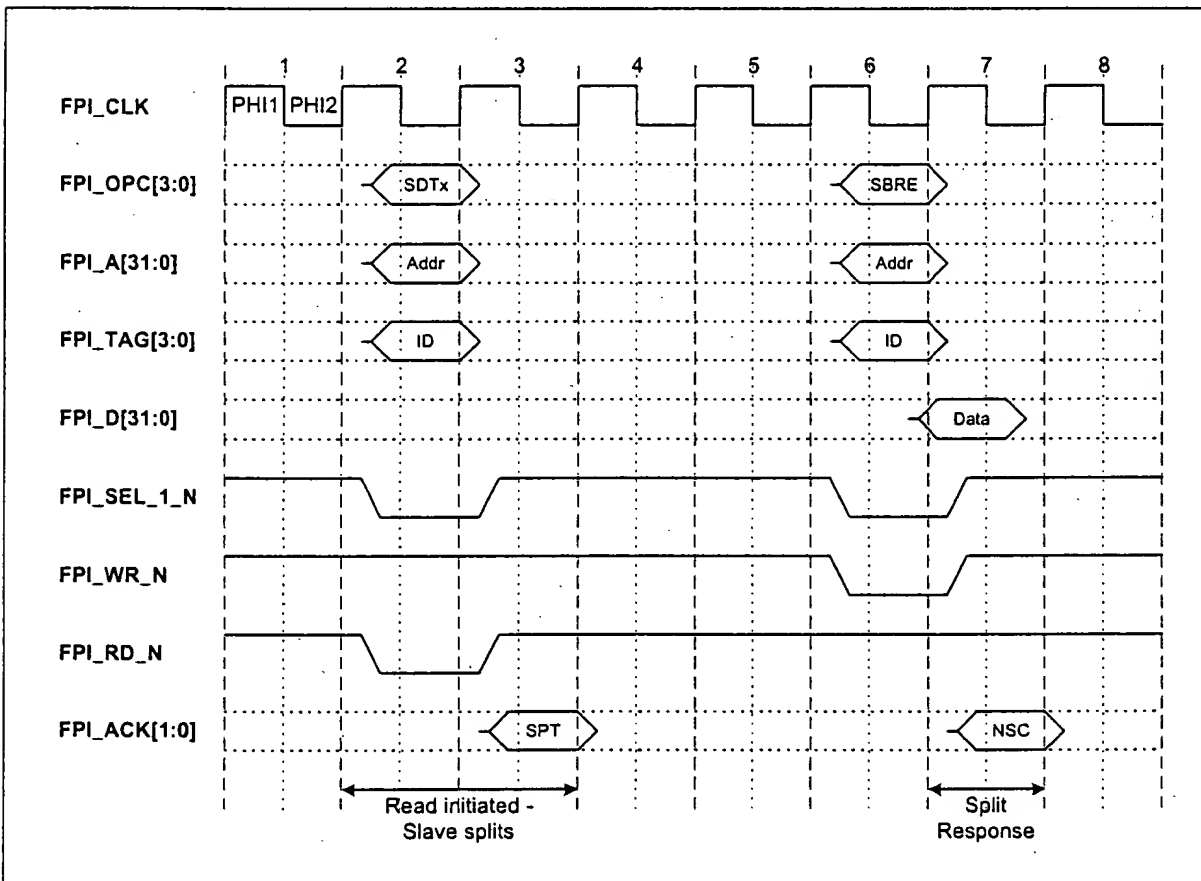 1 2 3 4 5 6 7 8
FPI_CLK PHI1 PHI2
FPI_OPC[3:0] SDTx SBRE
FPI_A[31:0] Addr Addr
FPI_TAG[3:0] ID ID
FPI_D[31:0] Data
FPI_SEL_1_N
FPI_WR_N
FPI_RD_N
FPI_ACK[1:0] SPT NSC
Read initiated - Split
Slave splits Response